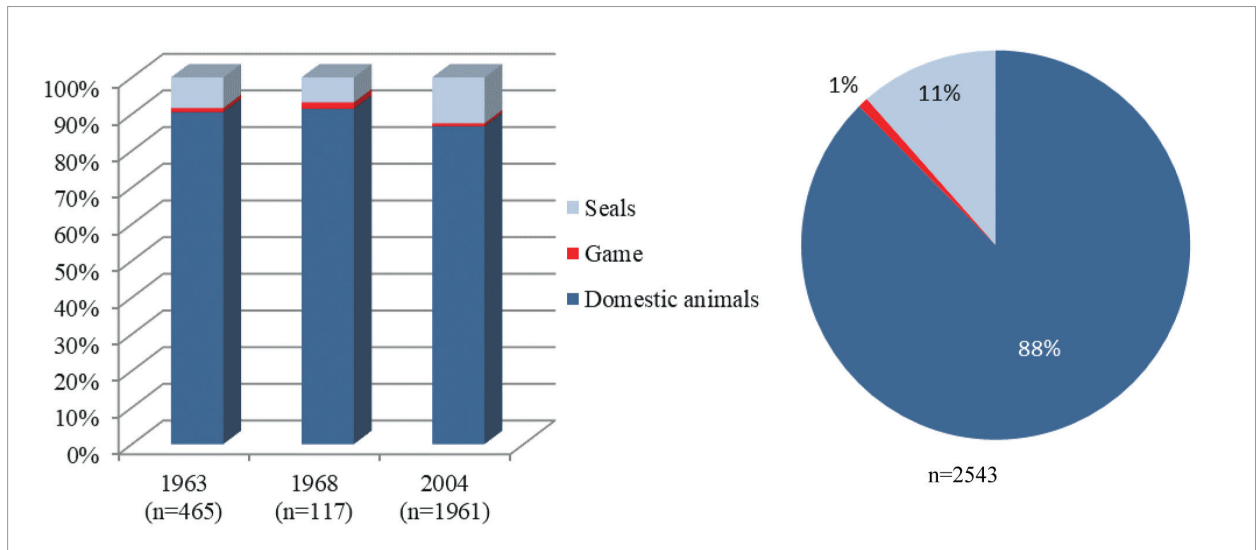 100%
90%
80%
70%
60%
50%
40%
30%
20%
10%
0%
1963
(n=465)
1968
(n=117)
2004
(n=1961)
Seals
Game
Domestic animals
1%
11%
88%
n=2543